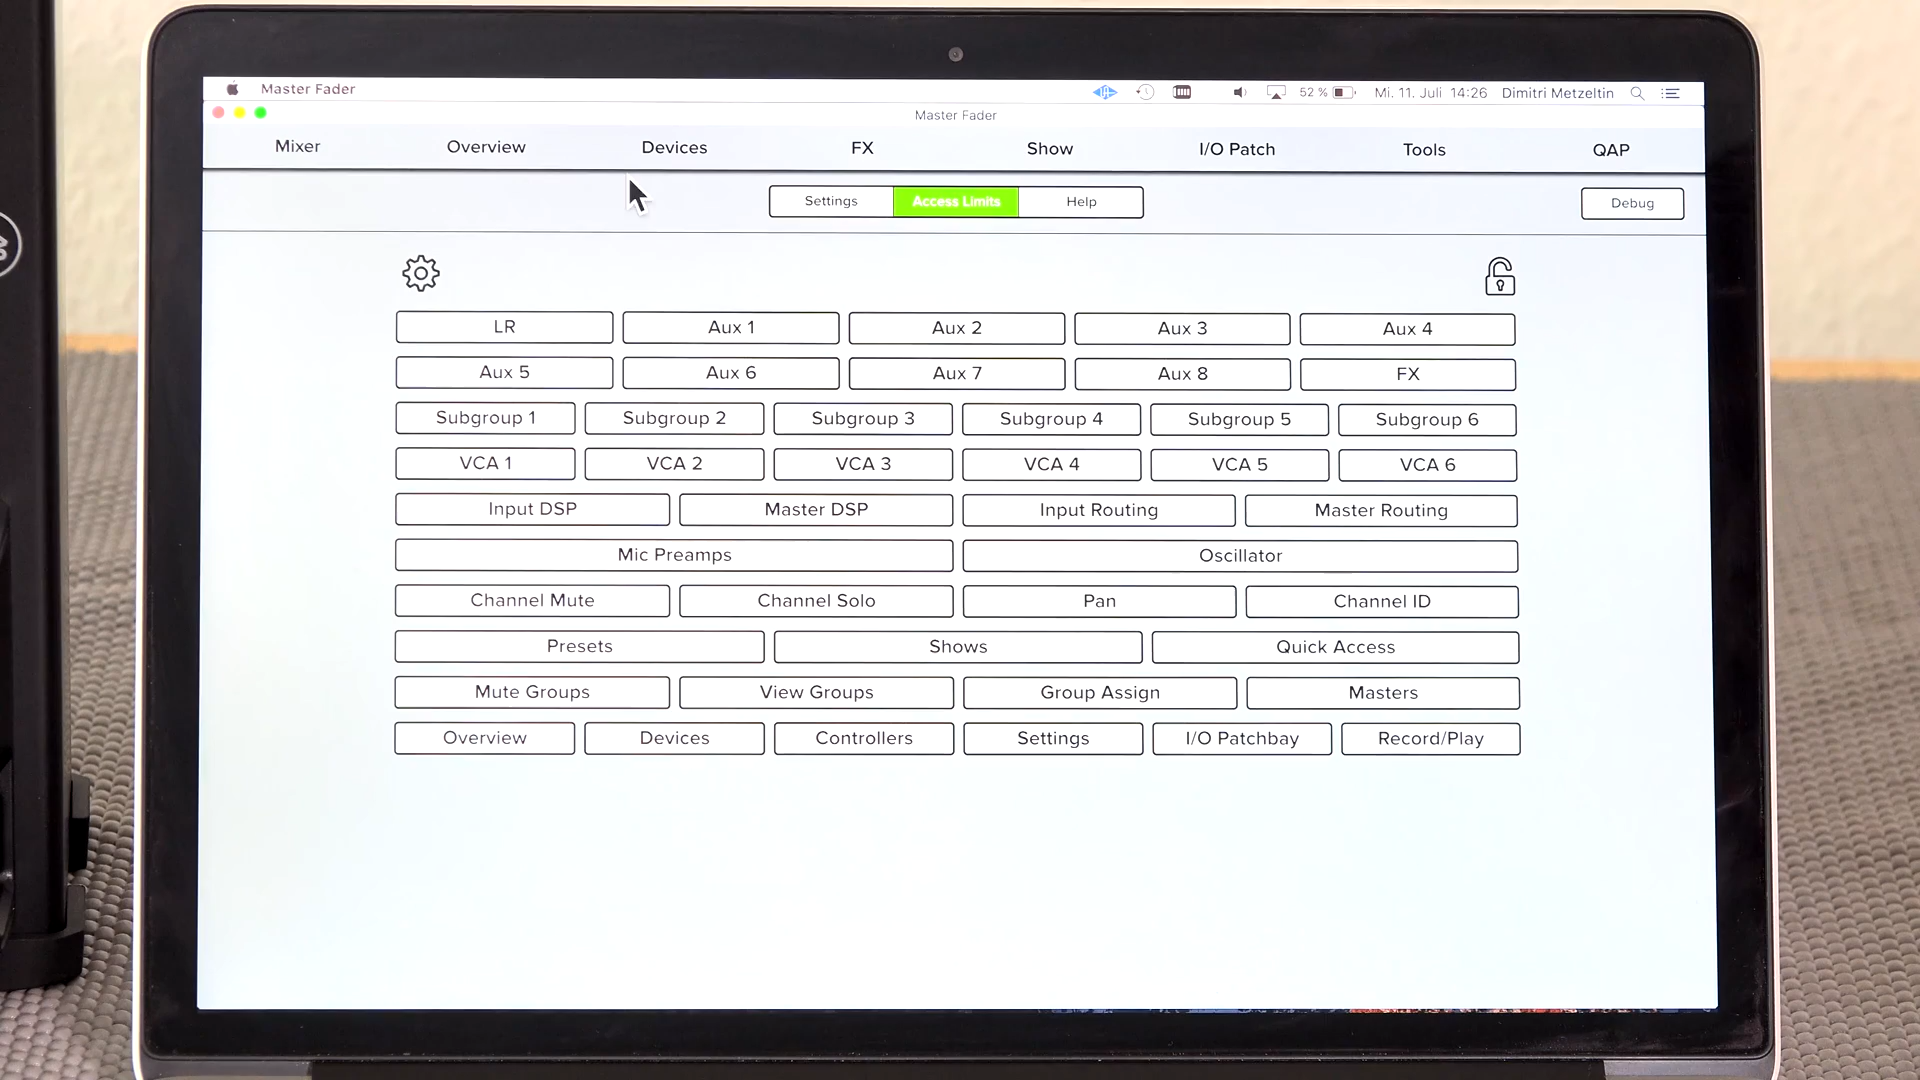 Master Fader 52 % Mi. 11. Juli 14:26 Dimitri Metzeltin
Master Fader
Mixer Overview Devices FX Show I/O Patch Tools QAP
Settings Access Limits Help Debug
LR Aux 1 Aux 2 Aux 3 Aux 4
Aux 5 Aux 6 Aux 7 Aux 8 FX
Subgroup 1 Subgroup 2 Subgroup 3 Subgroup 4 Subgroup 5 Subgroup 6
VCA 1 VCA 2 VCA 3 VCA 4 VCA 5 VCA 6
Input DSP Master DSP Input Routing Master Routing
Mic Preamps Oscillator
Channel Mute Channel Solo Pan Channel ID
Presets Shows Quick Access
Mute Groups View Groups Group Assign Masters
Overview Devices Controllers Settings I/O Patchbay Record/Play